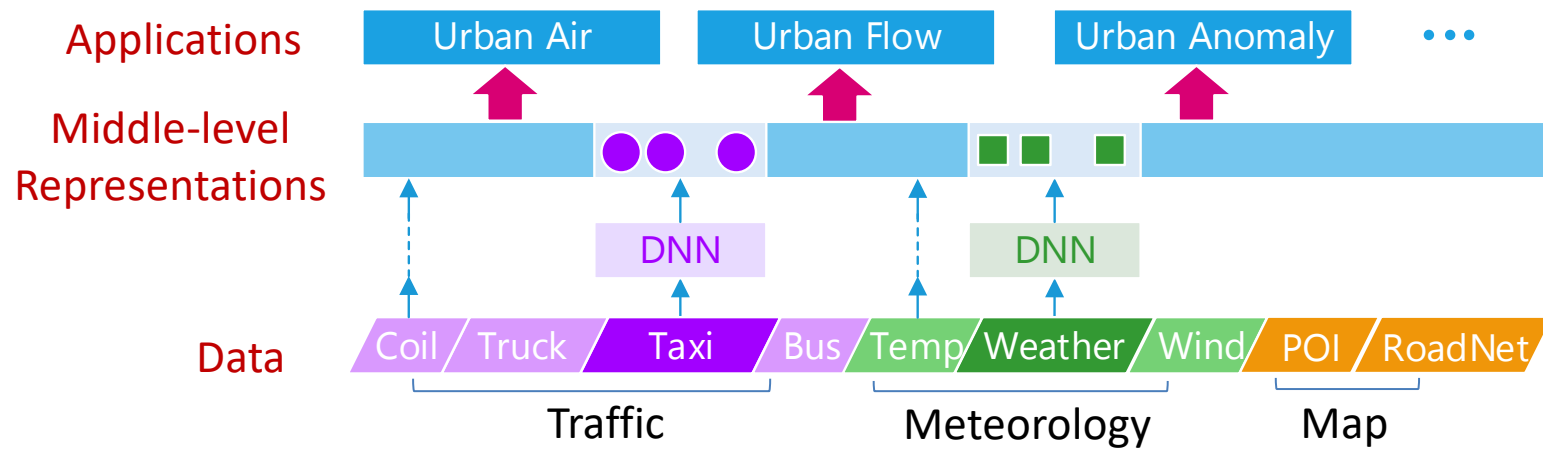 Applications
Urban Air
Urban Flow
Urban Anomaly
...
Middle-level
Representations
DNN
DNN
Data
Coil
Truck
Taxi
Bus
Temp
Weather
Wind
POI
RoadNet
Traffic
Meteorology
Map